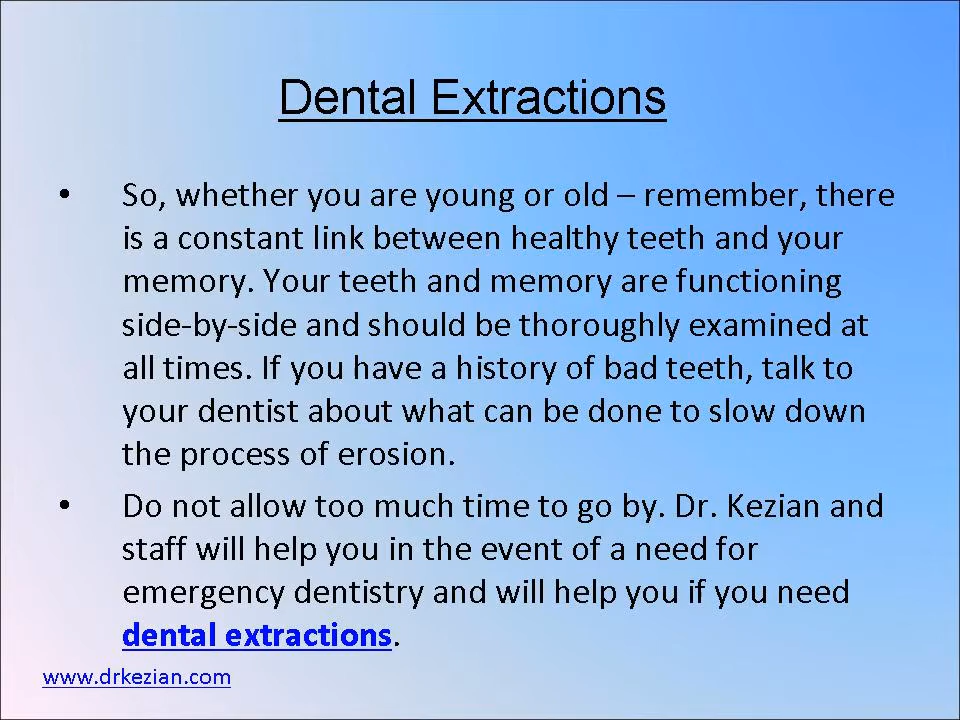 Dental Extractions
• So, whether you are young or old – remember, there
is a constant link between healthy teeth and your
memory. Your teeth and memory are functioning
side-by-side and should be thoroughly examined at
all times. If you have a history of bad teeth, talk to
your dentist about what can be done to slow down
the process of erosion.
• Do not allow too much time to go by. Dr. Kezian and
staff will help you in the event of a need for
emergency dentistry and will help you if you need
dental extractions.
www.drkezian.com